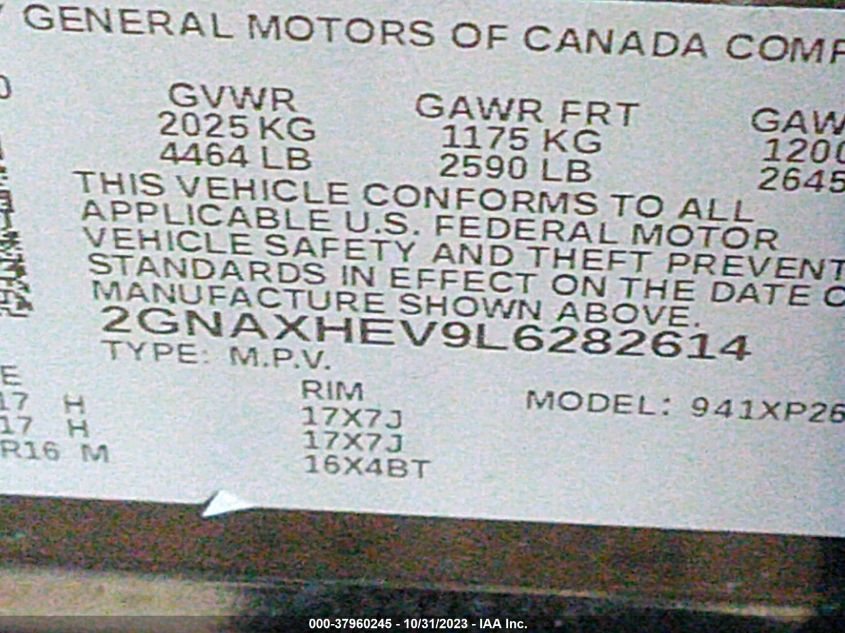 GENERAL MOTORS OF CANADA COMP
GVWR GAWR FRT GAW
2025 KG 1175 KG 1200
4464 LB 2590 LB 2645
THIS VEHICLE CONFORMS TO ALL
APPLICABLE U.S. FEDERAL MOTOR
VEHICLE SAFETY AND THEFT PREVENT
STANDARDS IN EFFECT ON THE DATE O
MANUFACTURE SHOWN ABOVE.
2GNAXHEV9L6282614
TYPE: M.P.V.
E RIM MODEL: 941XP26
17 H 17X7J
17 H 17X7J
R16 M 16X4BT
000-37960245 - 10/31/2023 - IAA Inc.